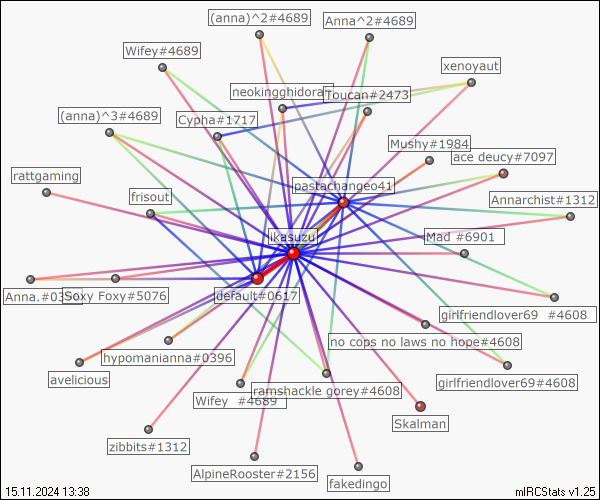 (anna)^2#4689
Anna^2#4689
Wifey#4689
xenoyaut
neokingghidorah
Toucan#2473
(anna)^3#4689
Cypha#1717
Mushy#1984
ace deucy#7097
rattgaming
pastachangeo41
frisout
Annarchist#1312
ikasuzu
Mad #6901
Anna.#0396
Soxy Foxy#5076
default#0617
girlfriendlover69 #4608
no cops no laws no hope#4608
hypomanianna#0396
avelicious
girlfriendlover69#4608
ramshackle gorey#4608
Wifey #4689
Skalman
zibbits#1312
AlpineRooster#2156
fakedingo
15.11.2024 13:38
mIRCStats v1.25